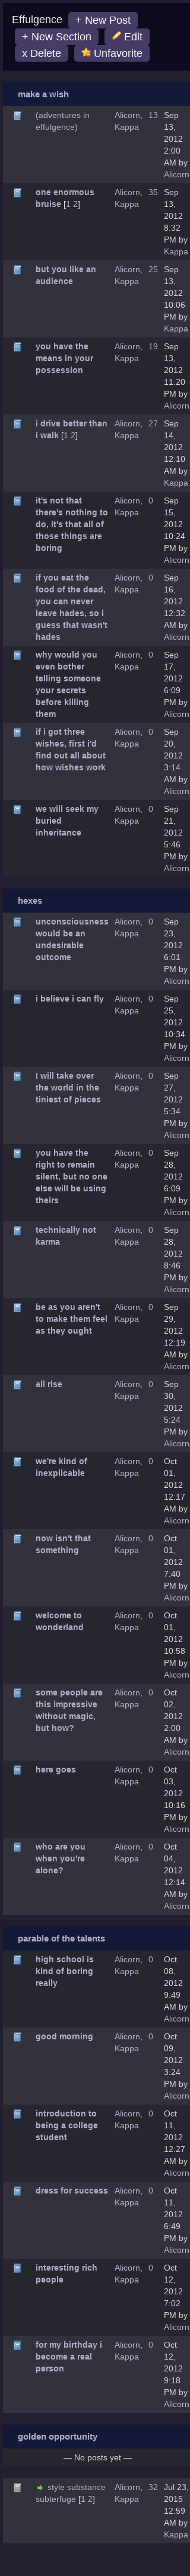 Effulgence + New Post
+ New Section Edit
x Delete Unfavorite
make a wish
(adventures in effulgence) Alicorn, Kappa 13 Sep 13, 2012 2:00 AM by Alicorn
one enormous bruise [1 2] Alicorn, Kappa 35 Sep 13, 2012 8:32 PM by Kappa
but you like an audience Alicorn, Kappa 25 Sep 13, 2012 10:06 PM by Kappa
you have the means in your possession Alicorn, Kappa 19 Sep 13, 2012 11:20 PM by Alicorn
i drive better than i walk [1 2] Alicorn, Kappa 27 Sep 14, 2012 12:10 AM by Kappa
it's not that there's nothing to do, it's that all of those things are boring Alicorn, Kappa 0 Sep 15, 2012 10:24 PM by Alicorn
if you eat the food of the dead, you can never leave hades, so i guess that wasn't hades Alicorn, Kappa 0 Sep 16, 2012 12:32 AM by Alicorn
why would you even bother telling someone your secrets before killing them Alicorn, Kappa 0 Sep 17, 2012 6:09 PM by Alicorn
if i got three wishes, first i'd find out all about how wishes work Alicorn, Kappa 0 Sep 20, 2012 3:14 AM by Alicorn
we will seek my buried inheritance Alicorn, Kappa 0 Sep 21, 2012 5:46 PM by Alicorn
hexes
unconsciousness would be an undesirable outcome Alicorn, Kappa 0 Sep 23, 2012 6:01 PM by Alicorn
i believe i can fly Alicorn, Kappa 0 Sep 25, 2012 10:34 PM by Alicorn
I will take over the world in the tiniest of pieces Alicorn, Kappa 0 Sep 27, 2012 5:34 PM by Alicorn
you have the right to remain silent, but no one else will be using theirs Alicorn, Kappa 0 Sep 28, 2012 6:09 PM by Alicorn
technically not karma Alicorn, Kappa 0 Sep 28, 2012 8:46 PM by Alicorn
be as you aren't to make them feel as they ought Alicorn, Kappa 0 Sep 29, 2012 12:19 AM by Alicorn
all rise Alicorn, Kappa 0 Sep 30, 2012 5:24 PM by Alicorn
we're kind of inexplicable Alicorn, Kappa 0 Oct 01, 2012 12:17 AM by Alicorn
now isn't that something Alicorn, Kappa 0 Oct 01, 2012 7:40 PM by Alicorn
welcome to wonderland Alicorn, Kappa 0 Oct 01, 2012 10:58 PM by Alicorn
some people are this impressive without magic, but how? Alicorn, Kappa 0 Oct 02, 2012 2:00 AM by Alicorn
here goes Alicorn, Kappa 0 Oct 03, 2012 10:16 PM by Alicorn
who are you when you're alone? Alicorn, Kappa 0 Oct 04, 2012 12:14 AM by Alicorn
parable of the talents
high school is kind of boring really Alicorn, Kappa 0 Oct 08, 2012 9:49 AM by Alicorn
good morning Alicorn, Kappa 0 Oct 09, 2012 3:24 PM by Alicorn
introduction to being a college student Alicorn, Kappa 0 Oct 11, 2012 12:27 AM by Alicorn
dress for success Alicorn, Kappa 0 Oct 11, 2012 6:49 PM by Alicorn
interesting rich people Alicorn, Kappa 0 Oct 12, 2012 7:02 PM by Alicorn
for my birthday i become a real person Alicorn, Kappa 0 Oct 12, 2012 9:18 PM by Alicorn
golden opportunity
— No posts yet —
style substance subterfuge [1 2] Alicorn, Kappa 32 Jul 23, 2015 12:59 AM by Kappa